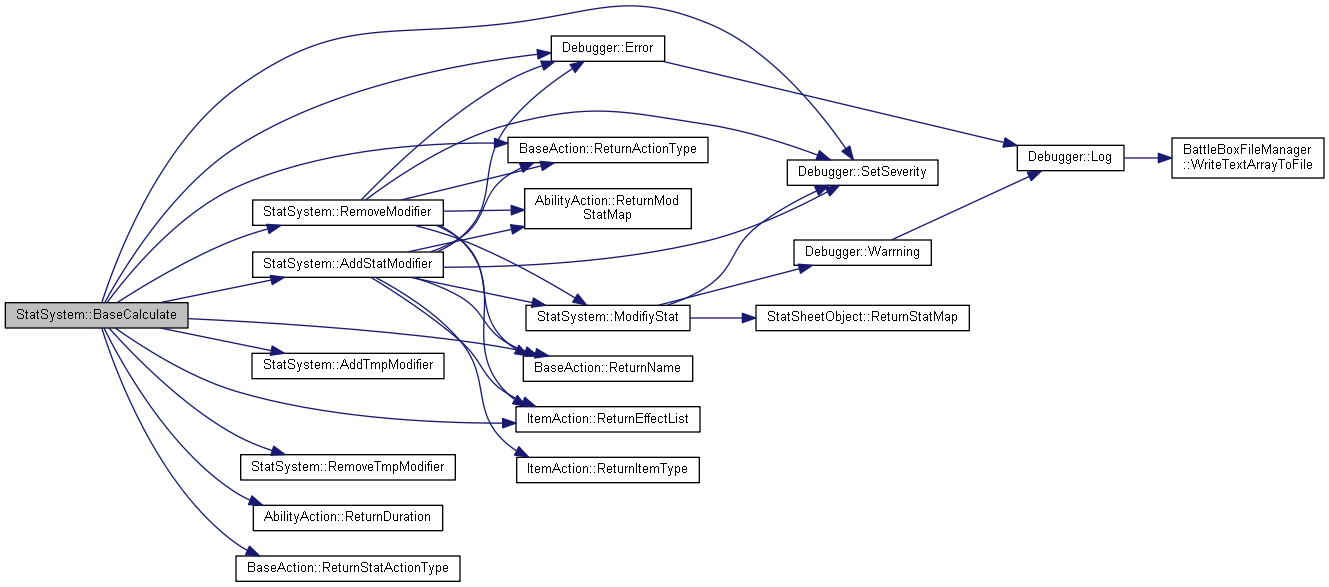 Debugger::Error
BaseAction::ReturnActionType
Debugger::Log
BattleBoxFileManager
::WriteTextArrayToFile
Debugger::SetSeverity
StatSystem::RemoveModifier
AbilityAction::ReturnMod
StatMap
Debugger::Warrning
StatSystem::AddStatModifier
StatSystem::BaseCalculate
StatSystem::ModifiyStat
StatSheetObject::ReturnStatMap
StatSystem::AddTmpModifier
BaseAction::ReturnName
ItemAction::ReturnEffectList
StatSystem::RemoveTmpModifier
ItemAction::ReturnItemType
AbilityAction::ReturnDuration
BaseAction::ReturnStatActionType